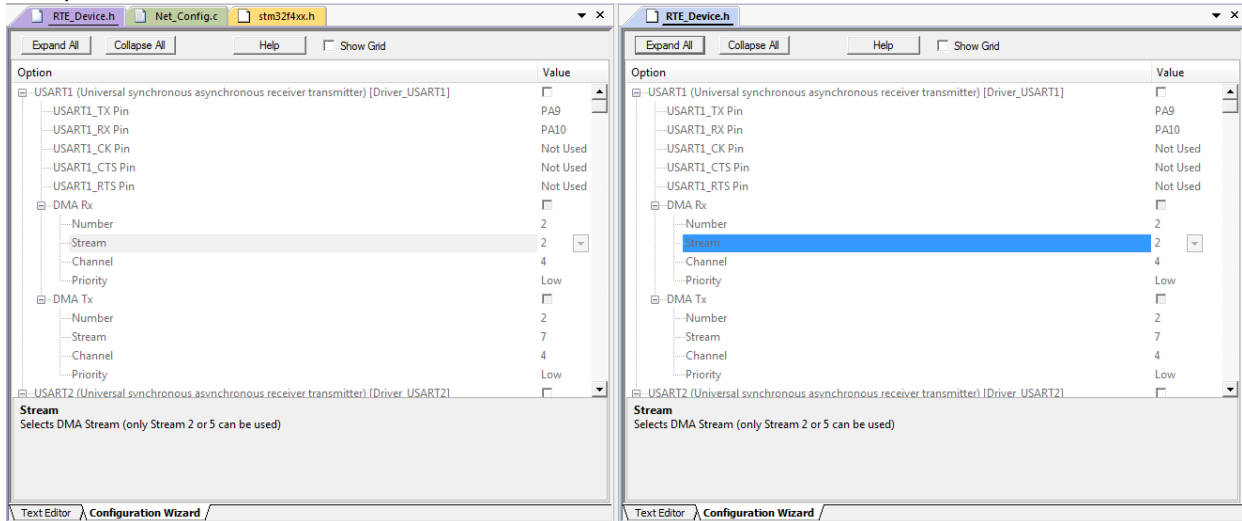 RTE_Device.h Net_Config.c stm32f4xx.h
Expand All Collapse All Help Show Grid
Option Value
USART1 (Universal synchronous asynchronous receiver transmitter) [Driver_USART1]
USART1_TX Pin PA9
USART1_RX Pin PA10
USART1_CK Pin Not Used
USART1_CTS Pin Not Used
USART1_RTS Pin Not Used
DMA Rx
Number 2
Stream 2
Channel 4
Priority Low
DMA Tx
Number 2
Stream 7
Channel 4
Priority Low
USART2 (Universal synchronous asynchronous receiver transmitter) [Driver_USART2]
Stream
Selects DMA Stream (only Stream 2 or 5 can be used)
Text Editor Configuration Wizard
RTE_Device.h
Expand All Collapse All Help Show Grid
Option Value
USART1 (Universal synchronous asynchronous receiver transmitter) [Driver_USART1]
USART1_TX Pin PA9
USART1_RX Pin PA10
USART1_CK Pin Not Used
USART1_CTS Pin Not Used
USART1_RTS Pin Not Used
DMA Rx
Number 2
Stream 2
Channel 4
Priority Low
DMA Tx
Number 2
Stream 7
Channel 4
Priority Low
USART2 (Universal synchronous asynchronous receiver transmitter) [Driver_USART2]
Stream
Selects DMA Stream (only Stream 2 or 5 can be used)
Text Editor Configuration Wizard